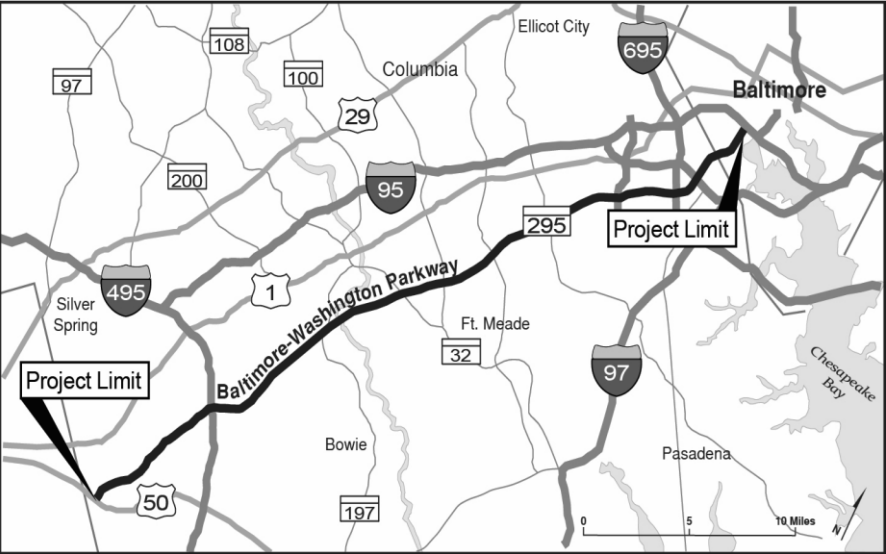 Ellicot City
108
695
97
100
Columbia
Baltimore
29
200
95
295
Project Limit
495
1
Baltimore-Washington Parkway
Silver
Spring
Ft. Meade
32
Chesapeake
Bay
97
Project Limit
Bowie
Pasadena
50
197
0 5 10 Miles
N